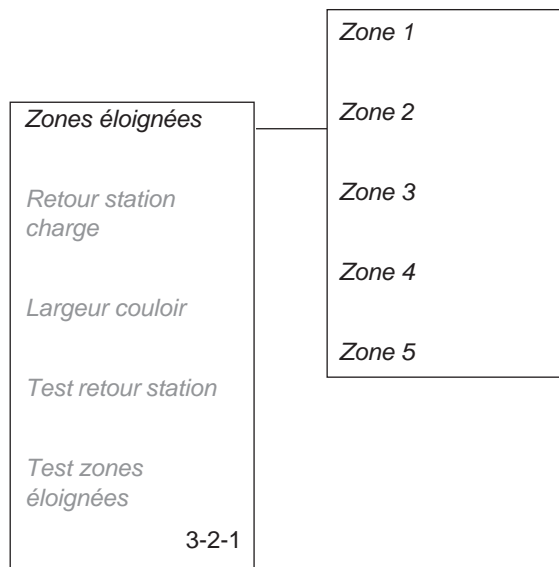 Zones éloignées
Retour station
charge
Largeur couloir
Test retour station
Test zones
éloignées
3-2-1
Zone 1
Zone 2
Zone 3
Zone 4
Zone 5